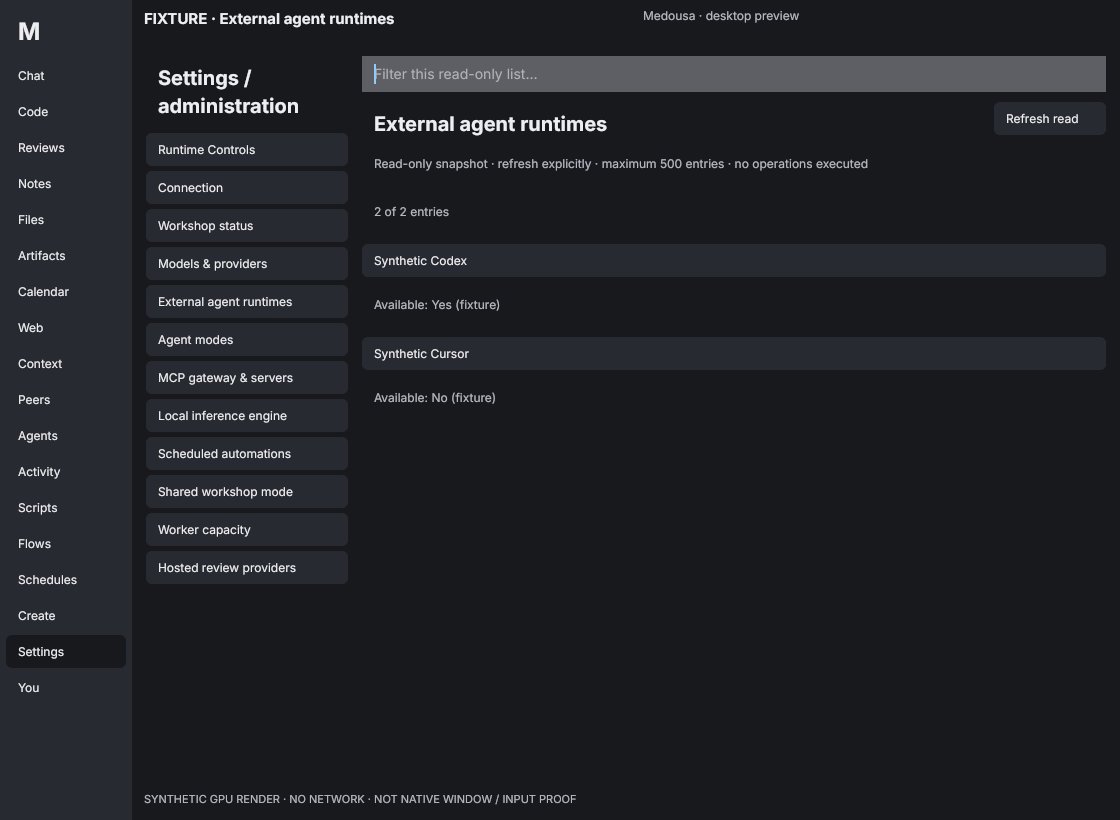 M
Chat
Code
Reviews
Notes
Files
Artifacts
Calendar
Web
Context
Peers
Agents
Activity
Scripts
Flows
Schedules
Create
Settings
You
FIXTURE · External agent runtimes
Medousa · desktop preview
Settings /
administration
Runtime Controls
Connection
Workshop status
Models & providers
External agent runtimes
Agent modes
MCP gateway & servers
Local inference engine
Scheduled automations
Shared workshop mode
Worker capacity
Hosted review providers
Filter this read-only list...
External agent runtimes
Refresh read
Read-only snapshot · refresh explicitly · maximum 500 entries · no operations executed
2 of 2 entries
Synthetic Codex
Available: Yes (fixture)
Synthetic Cursor
Available: No (fixture)
SYNTHETIC GPU RENDER · NO NETWORK · NOT NATIVE WINDOW / INPUT PROOF